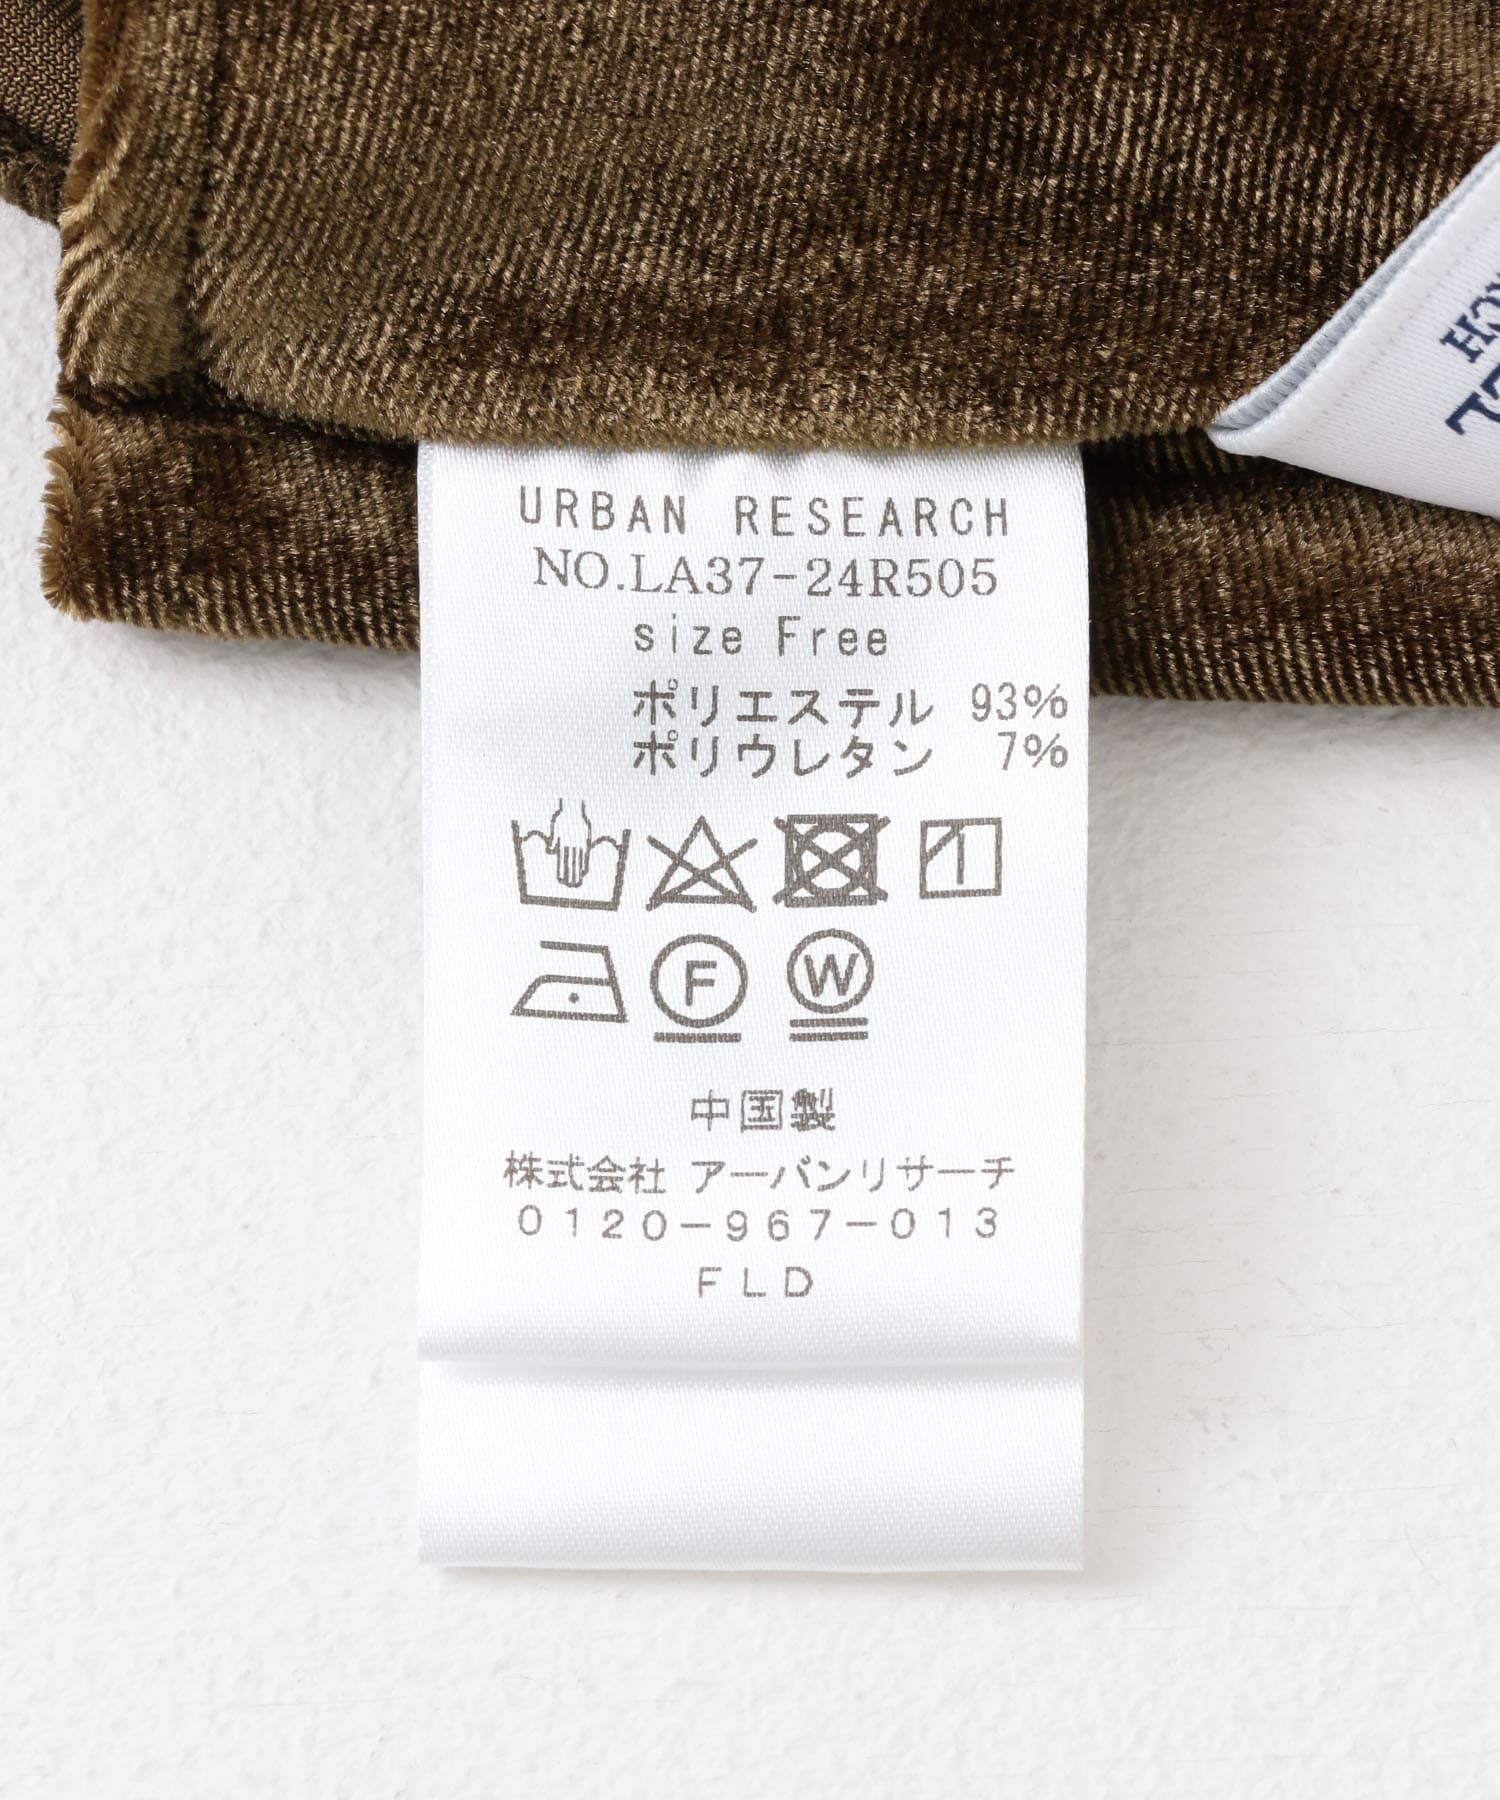 URBAN RESEARCH
NO.LA37-24R505
size Free
ポリエステル 93%
ポリウレタン 7%
F W
中国製
株式会社 アーバンリサーチ
0120-967-013
FLD